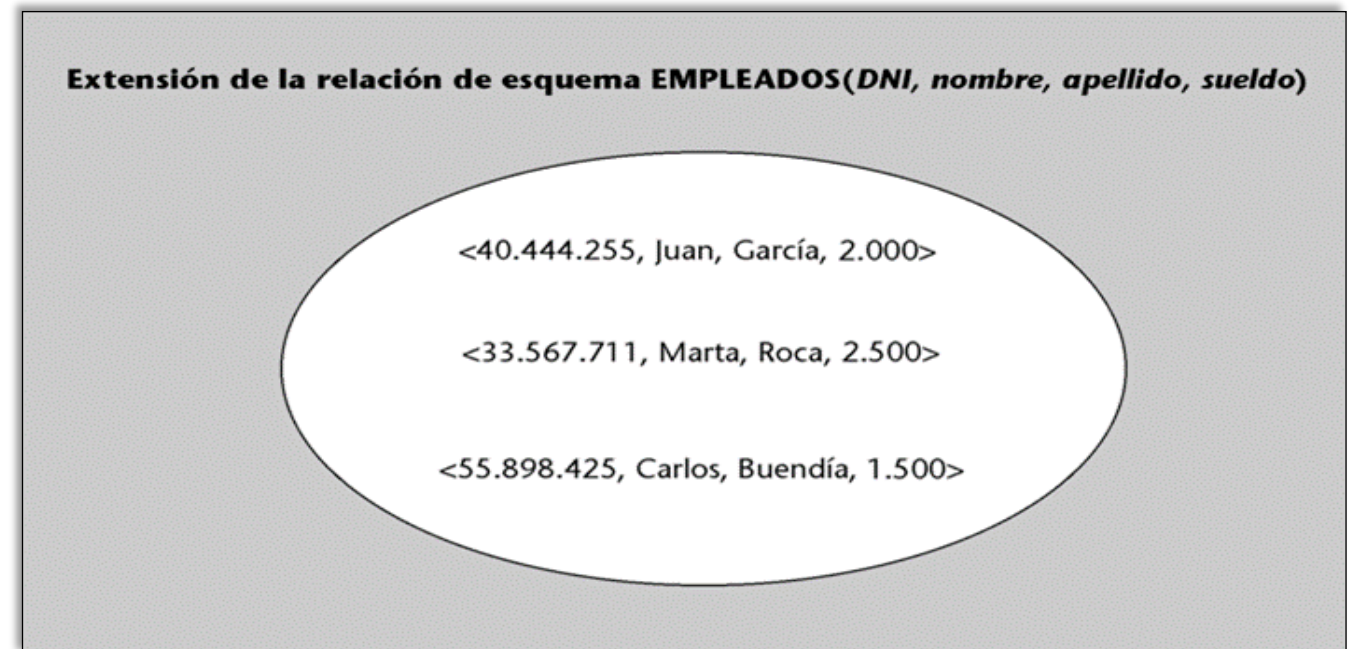 Extensión de la relación de esquema EMPLEADOS(DNI, nombre, apellido, sueldo)
<40.444.255, Juan, García, 2.000>
<33.567.711, Marta, Roca, 2.500>
<55.898.425, Carlos, Buendía, 1.500>